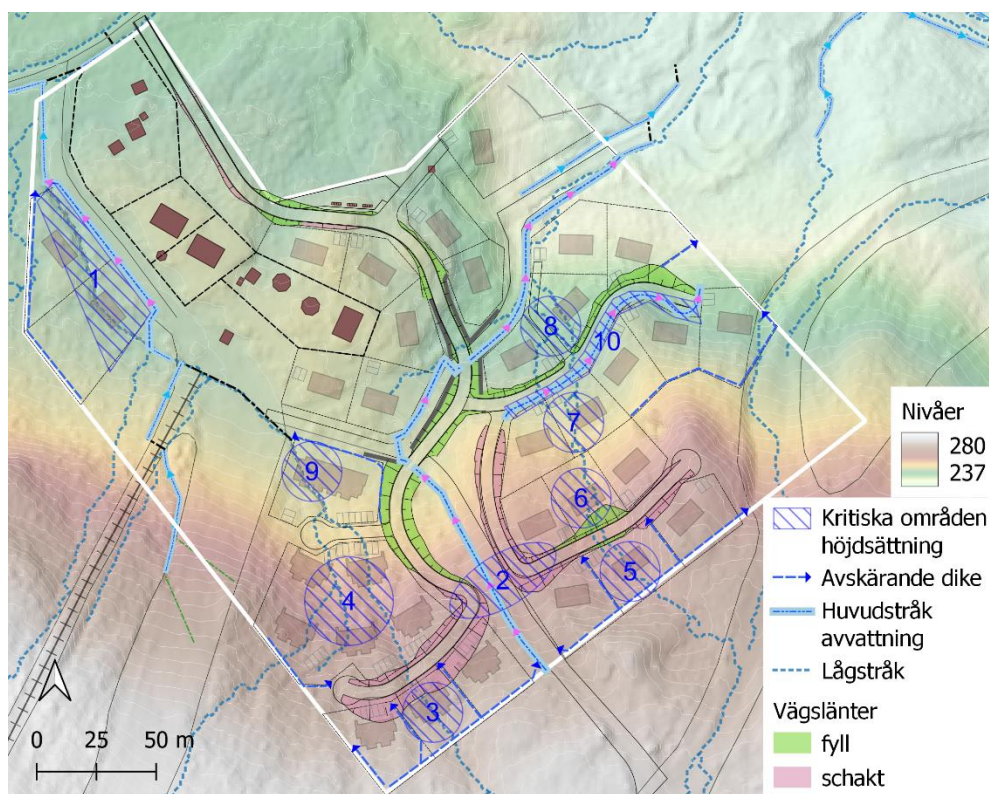 1
8
10
7
9
6
2
5
4
3
0 25 50 m
Nivåer
280
237
Kritiska områden
höjdsättning
Avskärande dike
Huvudstråk
avvattning
Lågstråk
Vägslänter
fyll
schakt